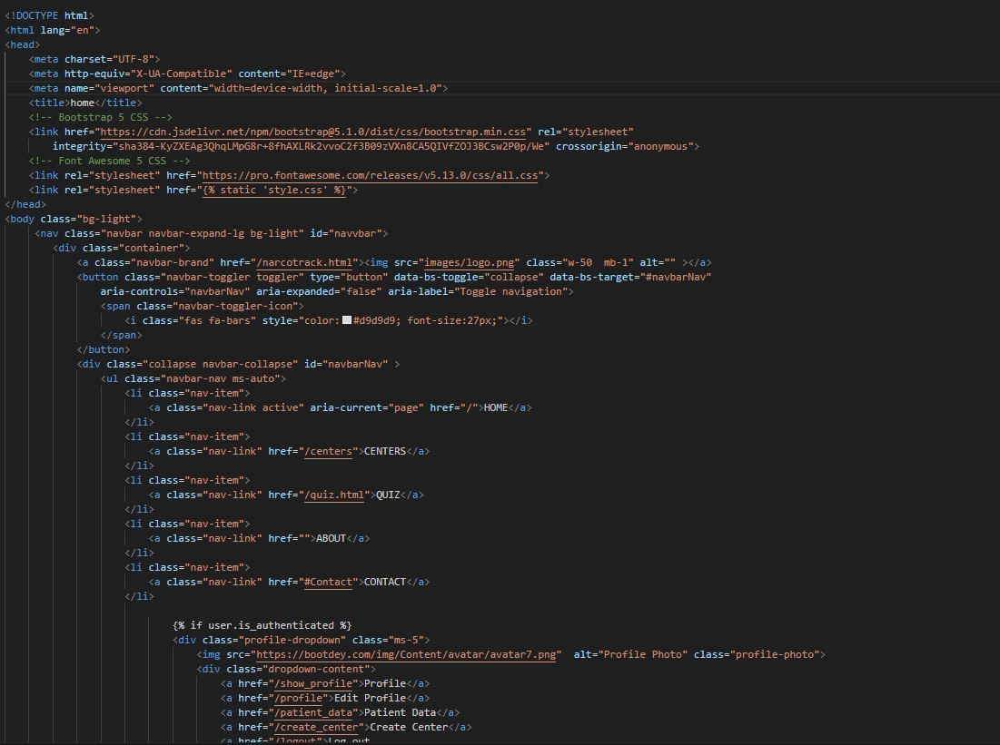 <!DOCTYPE html>
<html lang="en">
<head>
    <meta charset="UTF-8">
    <meta http-equiv="X-UA-Compatible" content="IE=edge">
    <meta name="viewport" content="width=device-width, initial-scale=1.0">
    <title>home</title>
    <!-- Bootstrap 5 CSS -->
    <link href="https://cdn.jsdelivr.net/npm/bootstrap@5.1.0/dist/css/bootstrap.min.css" rel="stylesheet"
        integrity="sha384-KyZXEAg3QhqLMpG8r+8fhAXLRk2vvoC2f3B09zVXn8CA5QIVfZOJ3BCsw2P0p/We" crossorigin="anonymous">
    <!-- Font Awesome 5 CSS -->
    <link rel="stylesheet" href="https://pro.fontawesome.com/releases/v5.13.0/css/all.css">
    <link rel="stylesheet" href="{% static 'style.css' %}">
</head>
<body class="bg-light">
     <nav class="navbar navbar-expand-lg bg-light" id="navvbar">
        <div class="container">
            <a class="navbar-brand" href="/narcotrack.html"><img src="images/logo.png" class="w-50  mb-1" alt="" ></a>
            <button class="navbar-toggler toggler" type="button" data-bs-toggle="collapse" data-bs-target="#navbarNav"
                aria-controls="navbarNav" aria-expanded="false" aria-label="Toggle navigation">
                <span class="navbar-toggler-icon">
                    <i class="fas fa-bars" style="color:#d9d9d9; font-size:27px;"></i>
                </span>
            </button>
            <div class="collapse navbar-collapse" id="navbarNav" >
                <ul class="navbar-nav ms-auto">
                    <li class="nav-item">
                        <a class="nav-link active" aria-current="page" href="/">HOME</a>
                    </li>
                    <li class="nav-item">
                        <a class="nav-link" href="/centers">CENTERS</a>
                    </li>
                    <li class="nav-item">
                        <a class="nav-link" href="/quiz.html">QUIZ</a>
                    </li>
                    <li class="nav-item">
                        <a class="nav-link" href="">ABOUT</a>
                    </li>
                    <li class="nav-item">
                        <a class="nav-link" href="#Contact">CONTACT</a>
                    </li>
                            {% if user.is_authenticated %}
                            <div class="profile-dropdown" class="ms-5">
                                <img src="https://bootdey.com/img/Content/avatar/avatar7.png"  alt="Profile Photo" class="profile-photo">
                                <div class="dropdown-content">
                                    <a href="/show_profile">Profile</a>
                                    <a href="/profile">Edit Profile</a>
                                    <a href="/patient_data">Patient Data</a>
                                    <a href="/create_center">Create Center</a>
                                    <a href="/logout">Log out